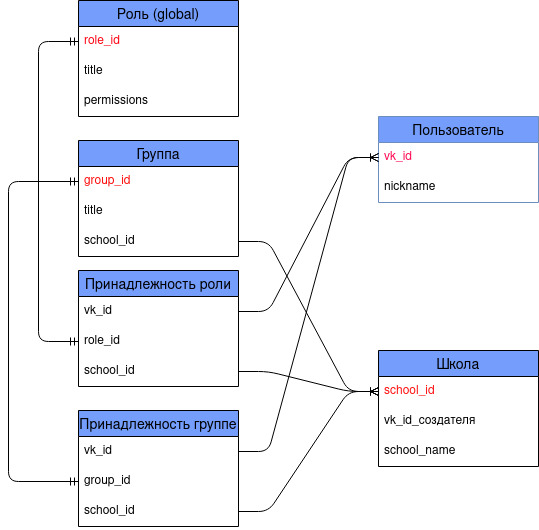 Роль (global)
role_id
title
permissions
Группа
group_id
title
school_id
Принадлежность роли
vk_id
role_id
school_id
Принадлежность группе
vk_id
group_id
school_id
Пользователь
vk_id
nickname
Школа
school_id
vk_id_создателя
school_name